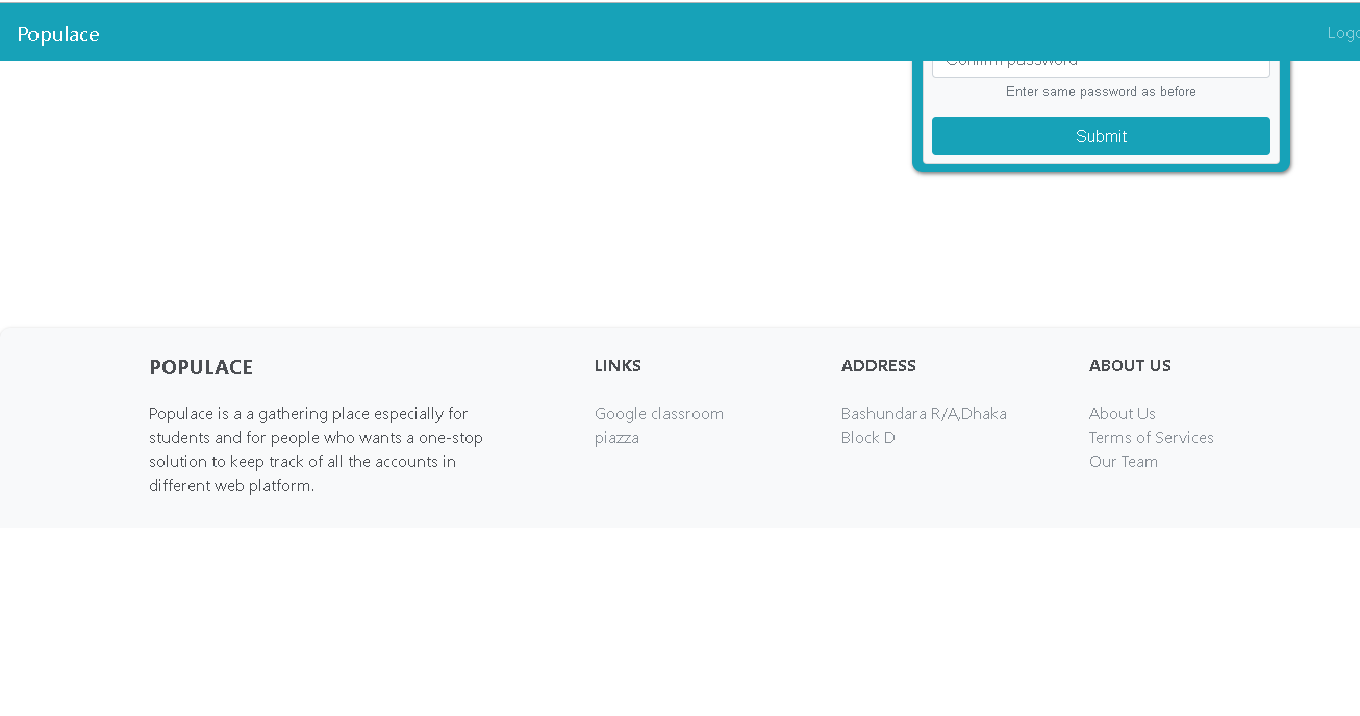 Populace
Confirm password
Enter same password as before
Submit
POPULACE
Populace is a a gathering place especially for
students and for people who wants a one-stop
solution to keep track of all the accounts in
different web platform.
LINKS
Google classroom
piazza
ADDRESS
Bashundara R/A,Dhaka
Block D
ABOUT US
About Us
Terms of Services
Our Team